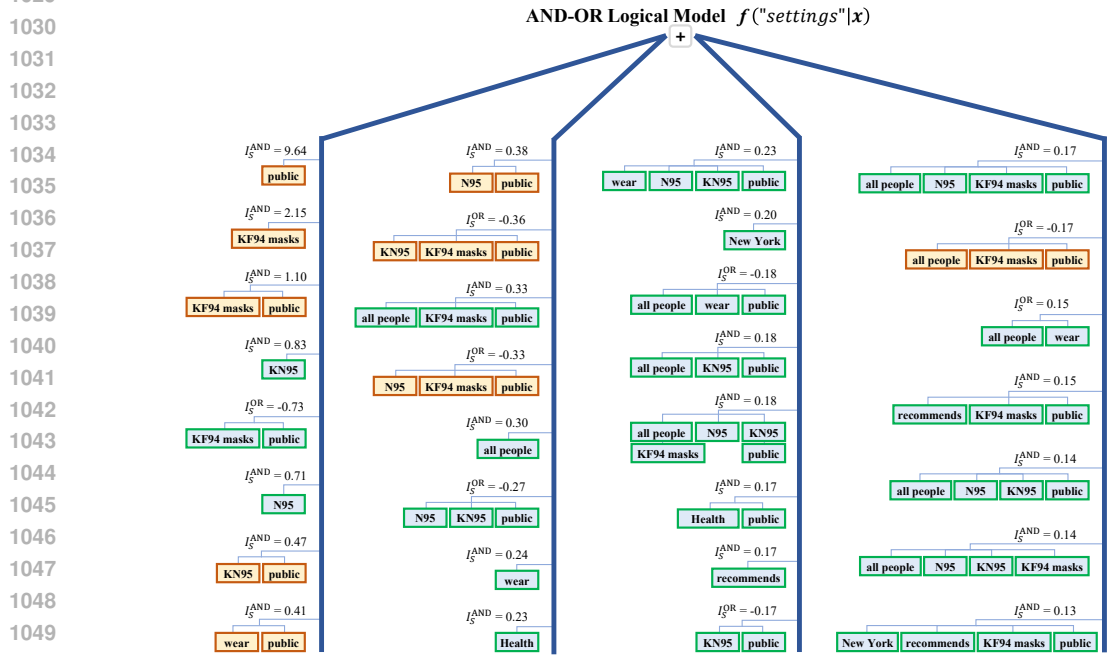 1030
1031
1032
1033
1034
1035
1036
1037
1038
1039
1040
1041
1042
1043
1044
1045
1046
1047
1048
1049
AND-OR Logical Model f("settings"|x)
+
I_S^AND = 9.64
public
I_S^AND = 2.15
KF94 masks
I_S^AND = 1.10
KF94 masks public
I_S^AND = 0.83
KN95
I_S^OR = -0.73
KF94 masks public
I_S^AND = 0.71
N95
I_S^AND = 0.47
KN95 public
I_S^AND = 0.41
wear public
I_S^AND = 0.38
N95 public
I_S^OR = -0.36
KN95 KF94 masks public
I_S^AND = 0.33
all people KF94 masks public
I_S^OR = -0.33
N95 KF94 masks public
I_S^AND = 0.30
all people
I_S^OR = -0.27
N95 KN95 public
I_S^AND = 0.24
wear
I_S^AND = 0.23
Health
I_S^AND = 0.23
wear N95 KN95 public
I_S^AND = 0.20
New York
I_S^OR = -0.18
all people wear public
I_S^AND = 0.18
all people KN95 public
I_S^AND = 0.18
all people N95 KN95
KF94 masks public
I_S^AND = 0.17
Health public
I_S^AND = 0.17
recommends
I_S^OR = -0.17
KN95 public
I_S^AND = 0.17
all people N95 KF94 masks public
I_S^OR = -0.17
all people KF94 masks public
I_S^OR = 0.15
all people wear
I_S^AND = 0.15
recommends KF94 masks public
I_S^AND = 0.14
all people N95 KN95 public
I_S^AND = 0.14
all people N95 KN95 KF94 masks
I_S^AND = 0.13
New York recommends KF94 masks public